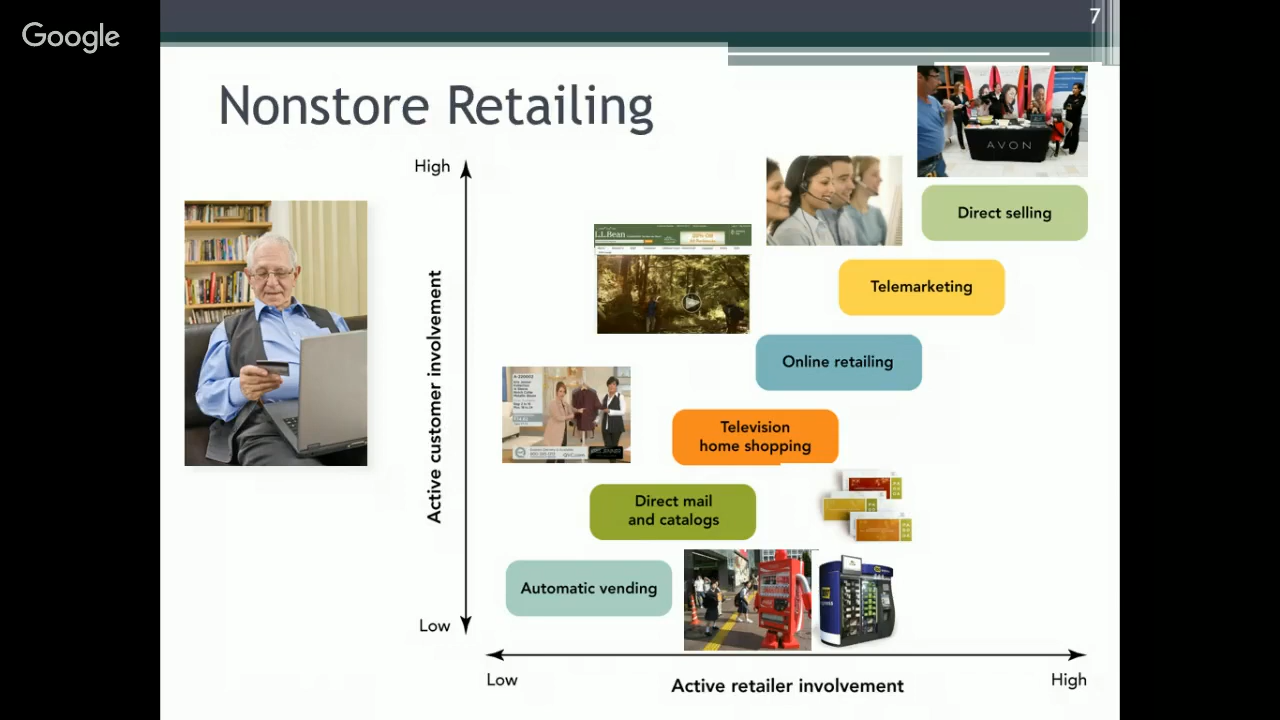 Google
7
Nonstore Retailing
AVON
High
Direct selling
L.L.Bean
Telemarketing
Active customer involvement
Online retailing
Television
home shopping
Direct mail
and catalogs
Automatic vending
Low
Low
High
Active retailer involvement